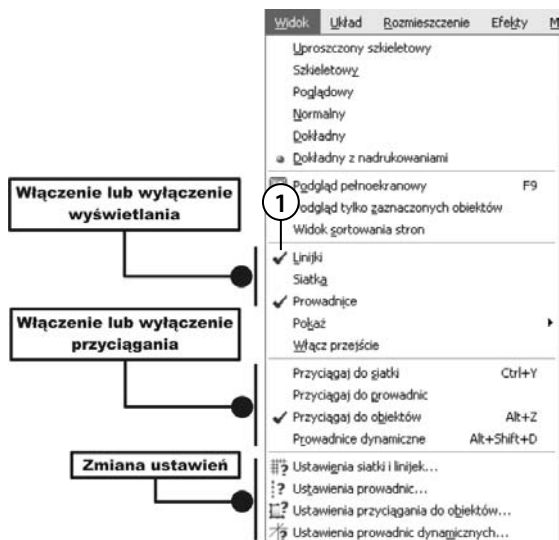 Widok Układ Rozmieszczenie Efekty M
Uproszczony szkieletowy
Szkieletowy
Poglądowy
Normalny
Dokładny
Dokładny z nadrukowaniami
Podgląd pełnoekranowy F9
Podgląd tylko zaznaczonych obiektów
Widok sortowania stron
1
Włączenie lub wyłączenie
wyświetlania
Linijki
Siatka
Prowadnice
Pokaż
Włącz przejście
Włączenie lub wyłączenie
przyciągania
Przyciągaj do siatki Ctrl+Y
Przyciągaj do prowadnic
Przyciągaj do obiektów Alt+Z
Prowadnice dynamiczne Alt+Shift+D
Zmiana ustawień
Ustawienia siatki i linijek...
Ustawienia prowadnic...
Ustawienia przyciągania do obiektów...
Ustawienia prowadnic dynamicznych...